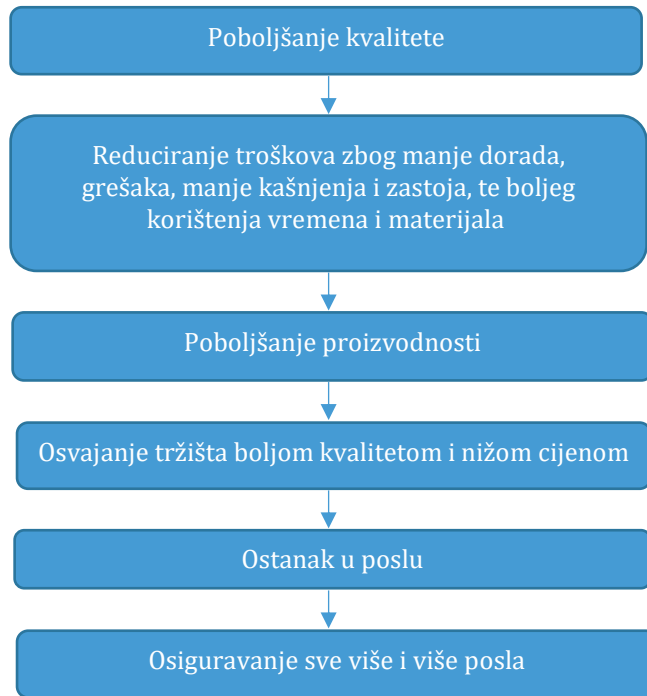 Poboljšanje kvalitete
Reduciranje troškova zbog manje dorada,
grešaka, manje kašnjenja i zastoja, te boljeg
korištenja vremena i materijala
Poboljšanje proizvodnosti
Osvajanje tržišta boljom kvalitetom i nižom cijenom
Ostanak u poslu
Osiguravanje sve više i više posla